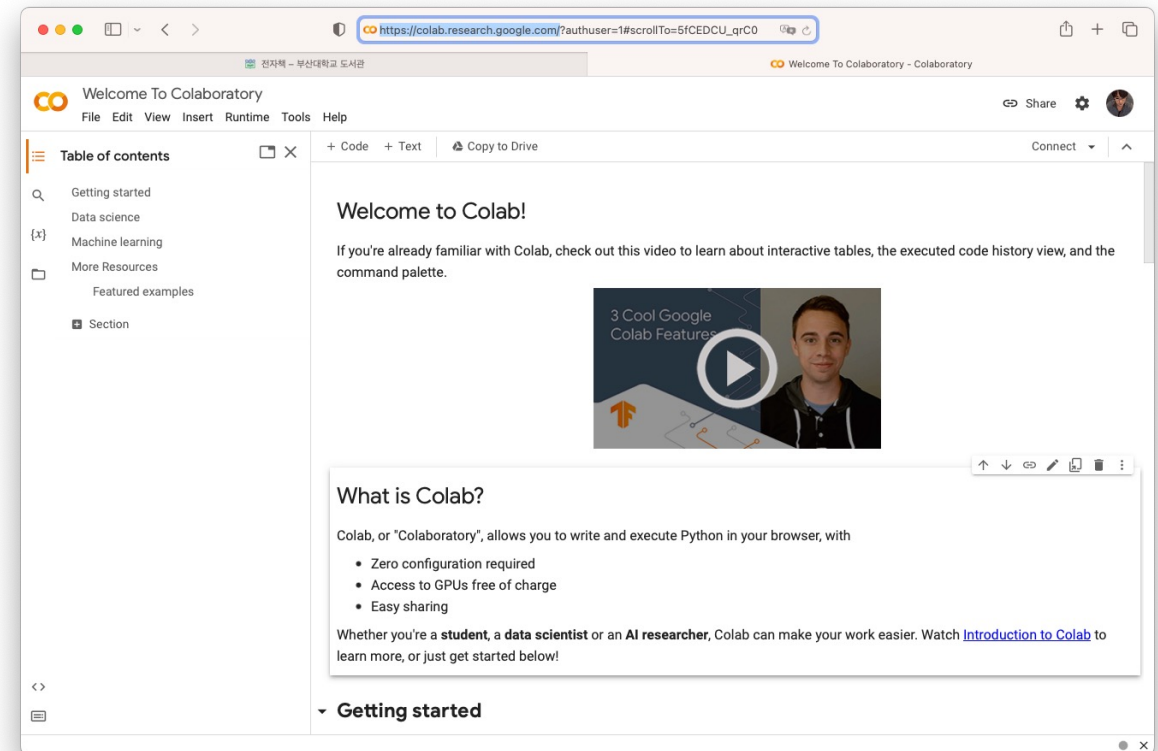 https://colab.research.google.com/?authuser=1#scrollTo=5fCEDCU_qrC0
전자책 – 부산대학교 도서관
Welcome To Colaboratory - Colaboratory
Welcome To Colaboratory
File Edit View Insert Runtime Tools Help
Share
Table of contents
+ Code + Text Copy to Drive
Connect
Getting started
Data science
Machine learning
More Resources
Featured examples
Section
{x}
Welcome to Colab!
If you're already familiar with Colab, check out this video to learn about interactive tables, the executed code history view, and the
command palette.
3 Cool Google
Colab Features
What is Colab?
Colab, or "Colaboratory", allows you to write and execute Python in your browser, with
• Zero configuration required
• Access to GPUs free of charge
• Easy sharing
Whether you're a student, a data scientist or an AI researcher, Colab can make your work easier. Watch Introduction to Colab to
learn more, or just get started below!
Getting started